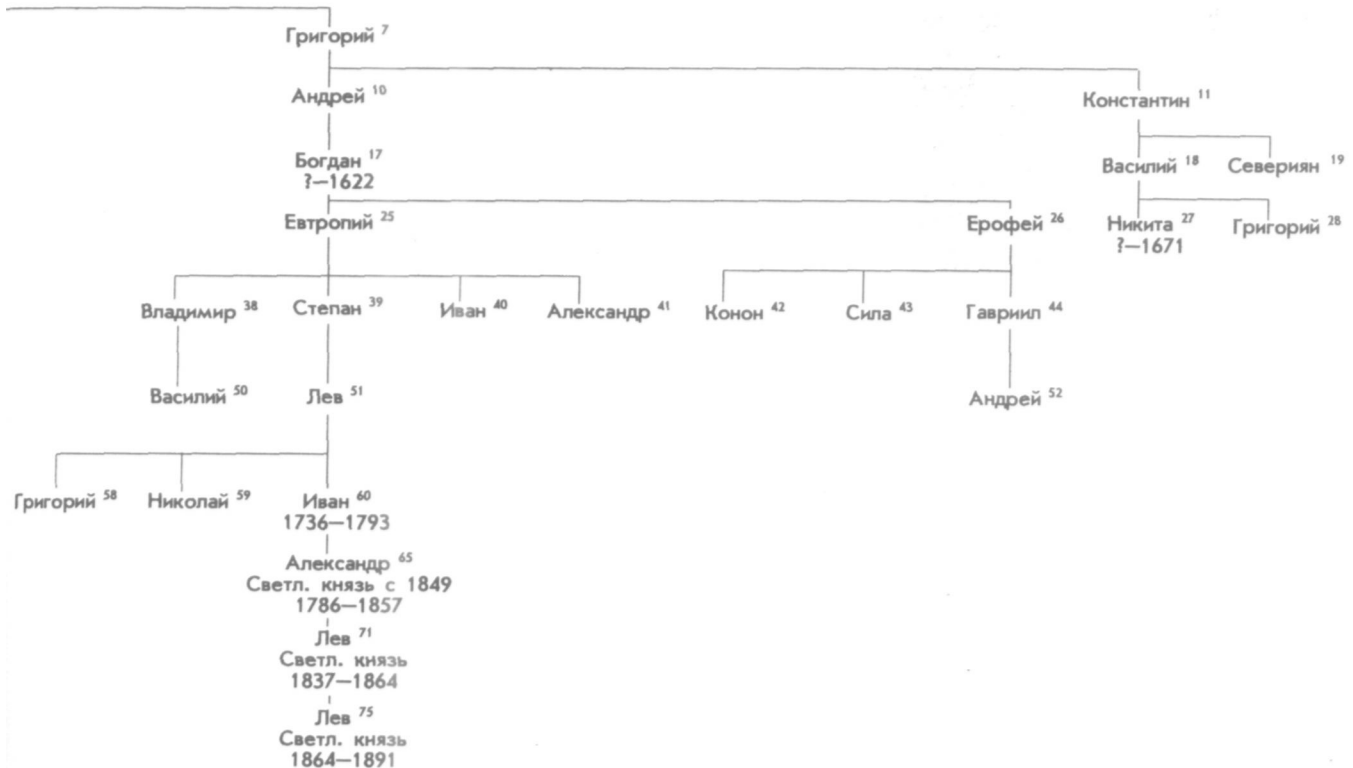 Григорий 7
Андрей 10 Константин 11
Богдан 17 Василий 18 Севериян 19
?—1622
Евтропий 25 Ерофей 26 Никита 27 Григорий 28
?—1671
Владимир 38 Степан 39 Иван 40 Александр 41 Конон 42 Сила 43 Гавриил 44
Василий 50 Лев 51 Андрей 52
Григорий 58 Николай 59 Иван 60
1736—1793
Александр 65
Светл. князь с 1849
1786—1857
Лев 71
Светл. князь
1837—1864
Лев 75
Светл. князь
1864—1891